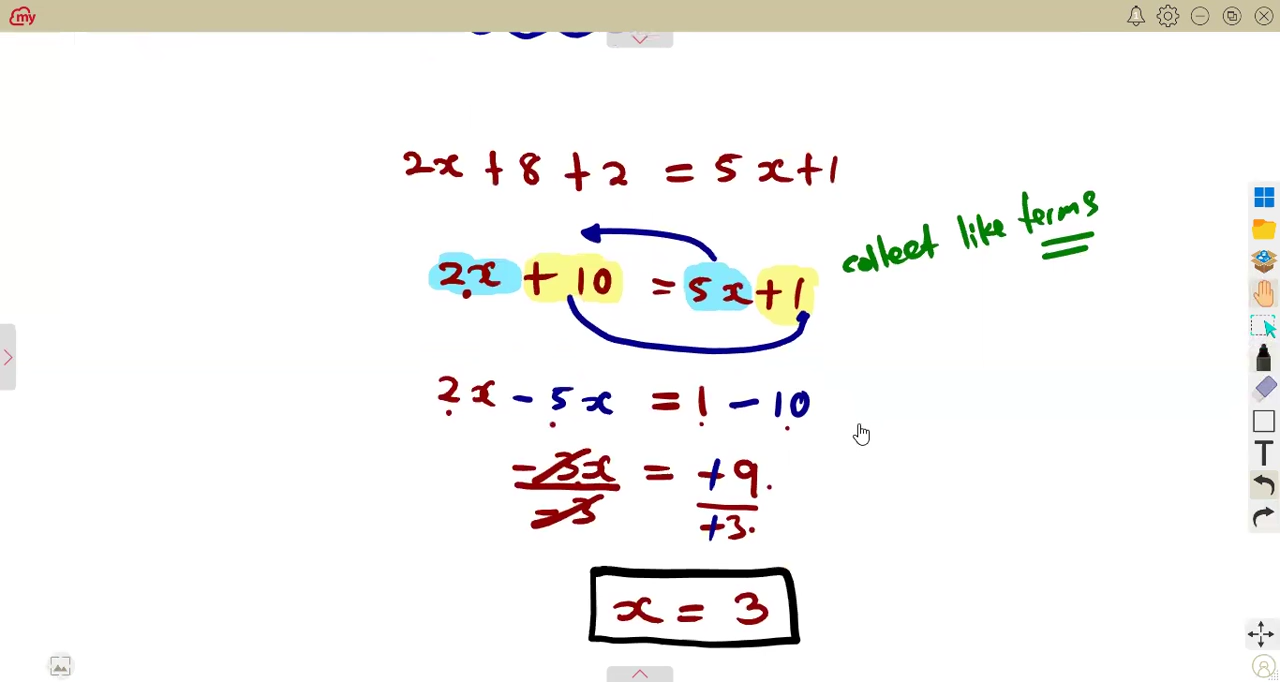 my
2x + 8 + 2 = 5x + 1
collect like terms
2x + 10 = 5x + 1
2x - 5x = 1 - 10
-3x = +9
-3 +3
x = 3
T